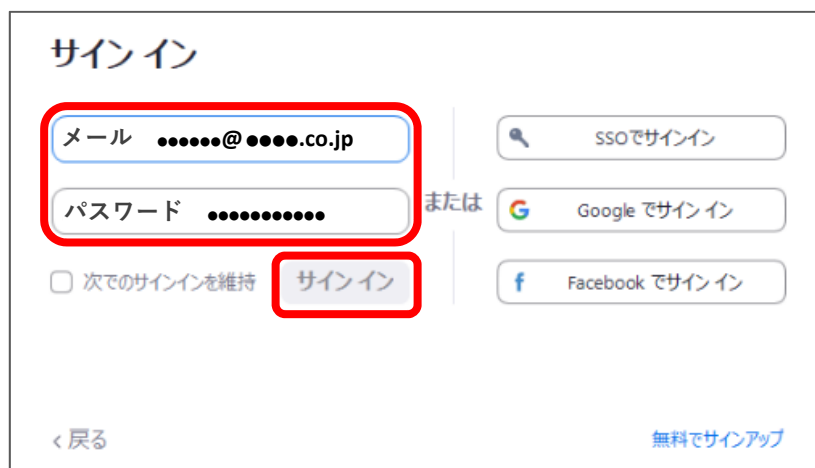 サイン イン
メール ●●●●●●@●●●●.co.jp
パスワード ●●●●●●●●●●●
次でのサインインを維持
サイン イン
または
SSOでサインイン
Google でサイン イン
Facebook でサイン イン
< 戻る
無料でサインアップ